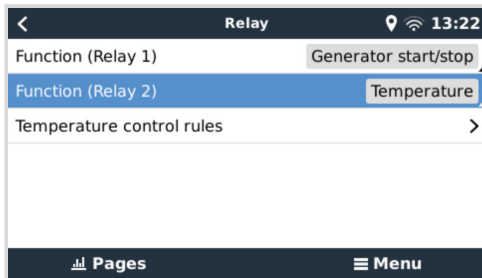 Relay 13:22
Function (Relay 1) Generator start/stop
Function (Relay 2) Temperature
Temperature control rules
Pages Menu